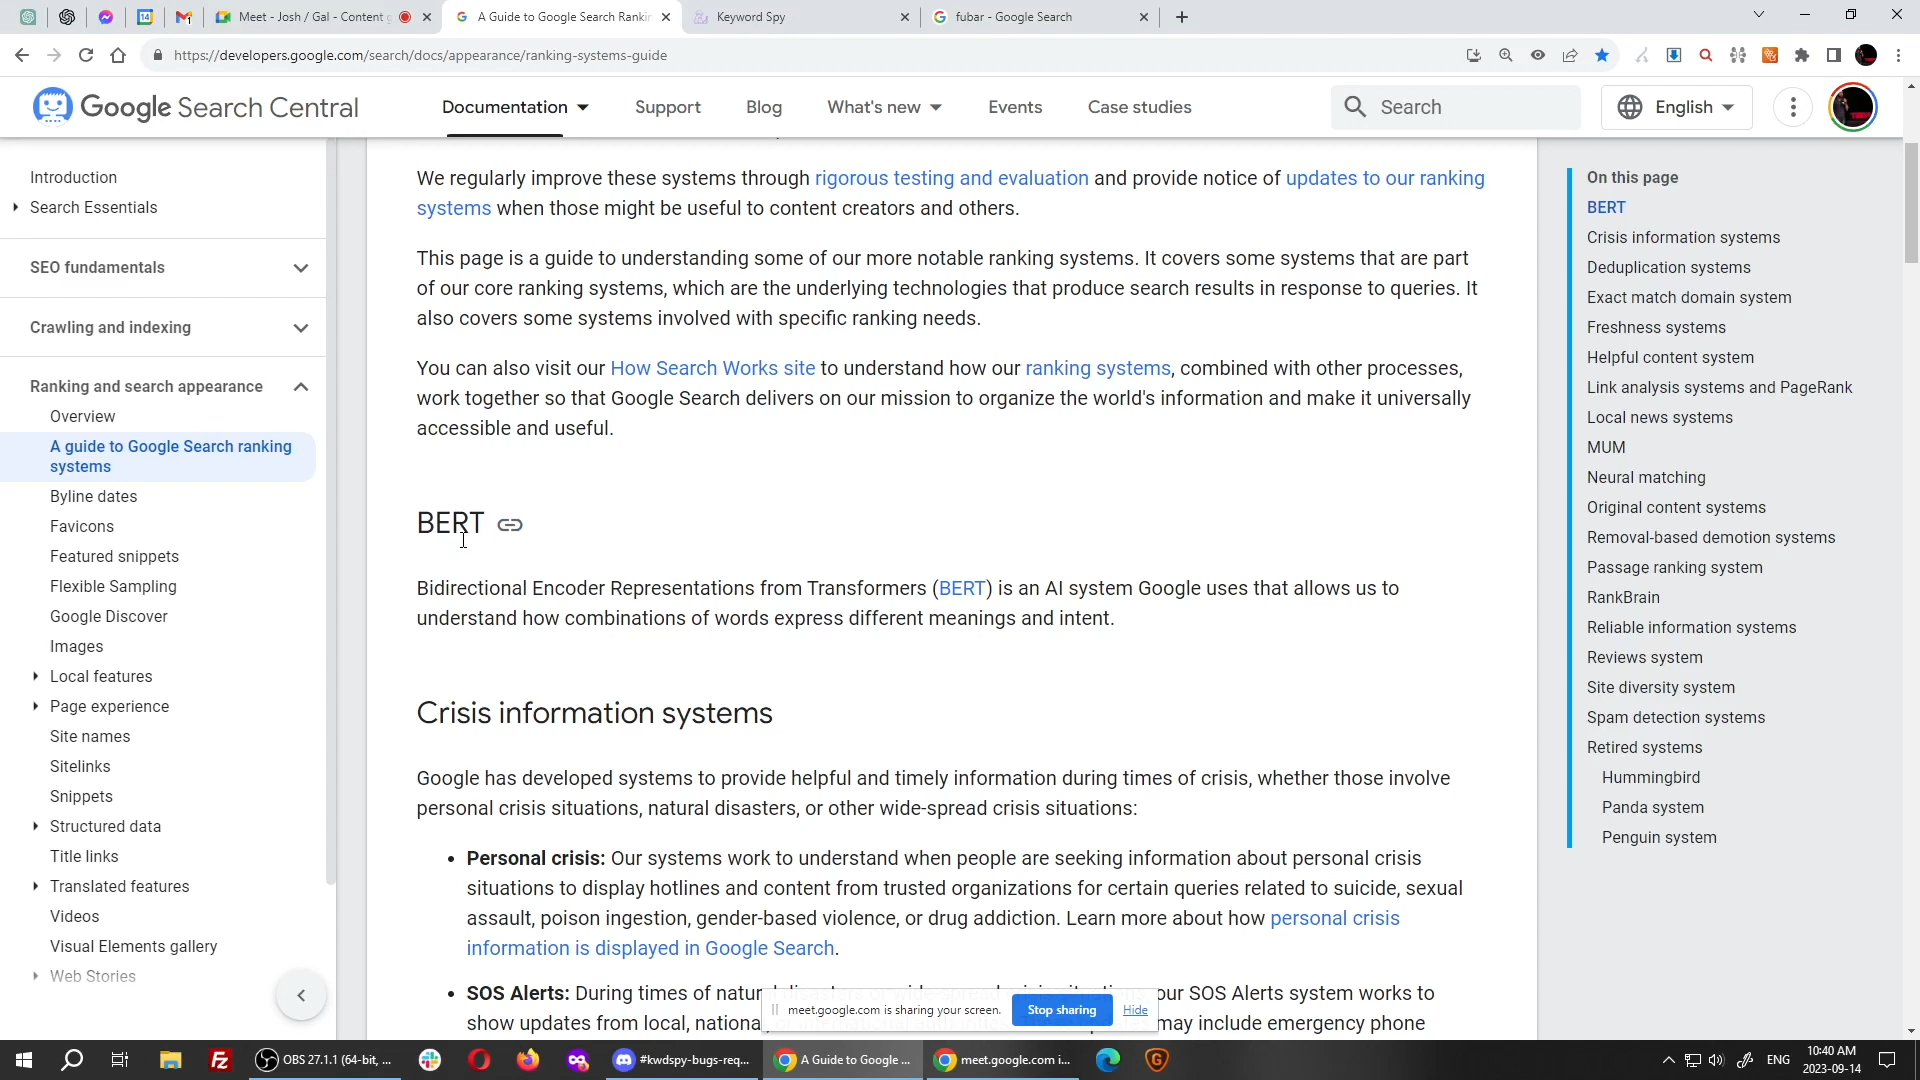 Meet - Josh / Gal - Content
A Guide to Google Search Rankin
Keyword Spy
fubar - Google Search
https://developers.google.com/search/docs/appearance/ranking-systems-guide
Google Search Central
Documentation
Support
Blog
What's new
Events
Case studies
Search
English
Introduction
Search Essentials
SEO fundamentals
Crawling and indexing
Ranking and search appearance
Overview
A guide to Google Search ranking
systems
Byline dates
Favicons
Featured snippets
Flexible Sampling
Google Discover
Images
Local features
Page experience
Site names
Sitelinks
Snippets
Structured data
Title links
Translated features
Videos
Visual Elements gallery
Web Stories
We regularly improve these systems through rigorous testing and evaluation and provide notice of updates to our ranking
systems when those might be useful to content creators and others.
This page is a guide to understanding some of our more notable ranking systems. It covers some systems that are part
of our core ranking systems, which are the underlying technologies that produce search results in response to queries. It
also covers some systems involved with specific ranking needs.
You can also visit our How Search Works site to understand how our ranking systems, combined with other processes,
work together so that Google Search delivers on our mission to organize the world's information and make it universally
accessible and useful.
BERT
Bidirectional Encoder Representations from Transformers (BERT) is an AI system Google uses that allows us to
understand how combinations of words express different meanings and intent.
Crisis information systems
Google has developed systems to provide helpful and timely information during times of crisis, whether those involve
personal crisis situations, natural disasters, or other wide-spread crisis situations:
• Personal crisis: Our systems work to understand when people are seeking information about personal crisis
situations to display hotlines and content from trusted organizations for certain queries related to suicide, sexual
assault, poison ingestion, gender-based violence, or drug addiction. Learn more about how personal crisis
information is displayed in Google Search.
• SOS Alerts: During times of natural disasters or wide-spread crisis situations, our SOS Alerts system works to
show updates from local, nationa may include emergency phone
On this page
BERT
Crisis information systems
Deduplication systems
Exact match domain system
Freshness systems
Helpful content system
Link analysis systems and PageRank
Local news systems
MUM
Neural matching
Original content systems
Removal-based demotion systems
Passage ranking system
RankBrain
Reliable information systems
Reviews system
Site diversity system
Spam detection systems
Retired systems
Hummingbird
Panda system
Penguin system
meet.google.com is sharing your screen.
Stop sharing
Hide
OBS 27.1.1 (64-bit, ...
#kwdspy-bugs-req...
A Guide to Google ...
meet.google.com i...
ENG
10:40 AM
2023-09-14